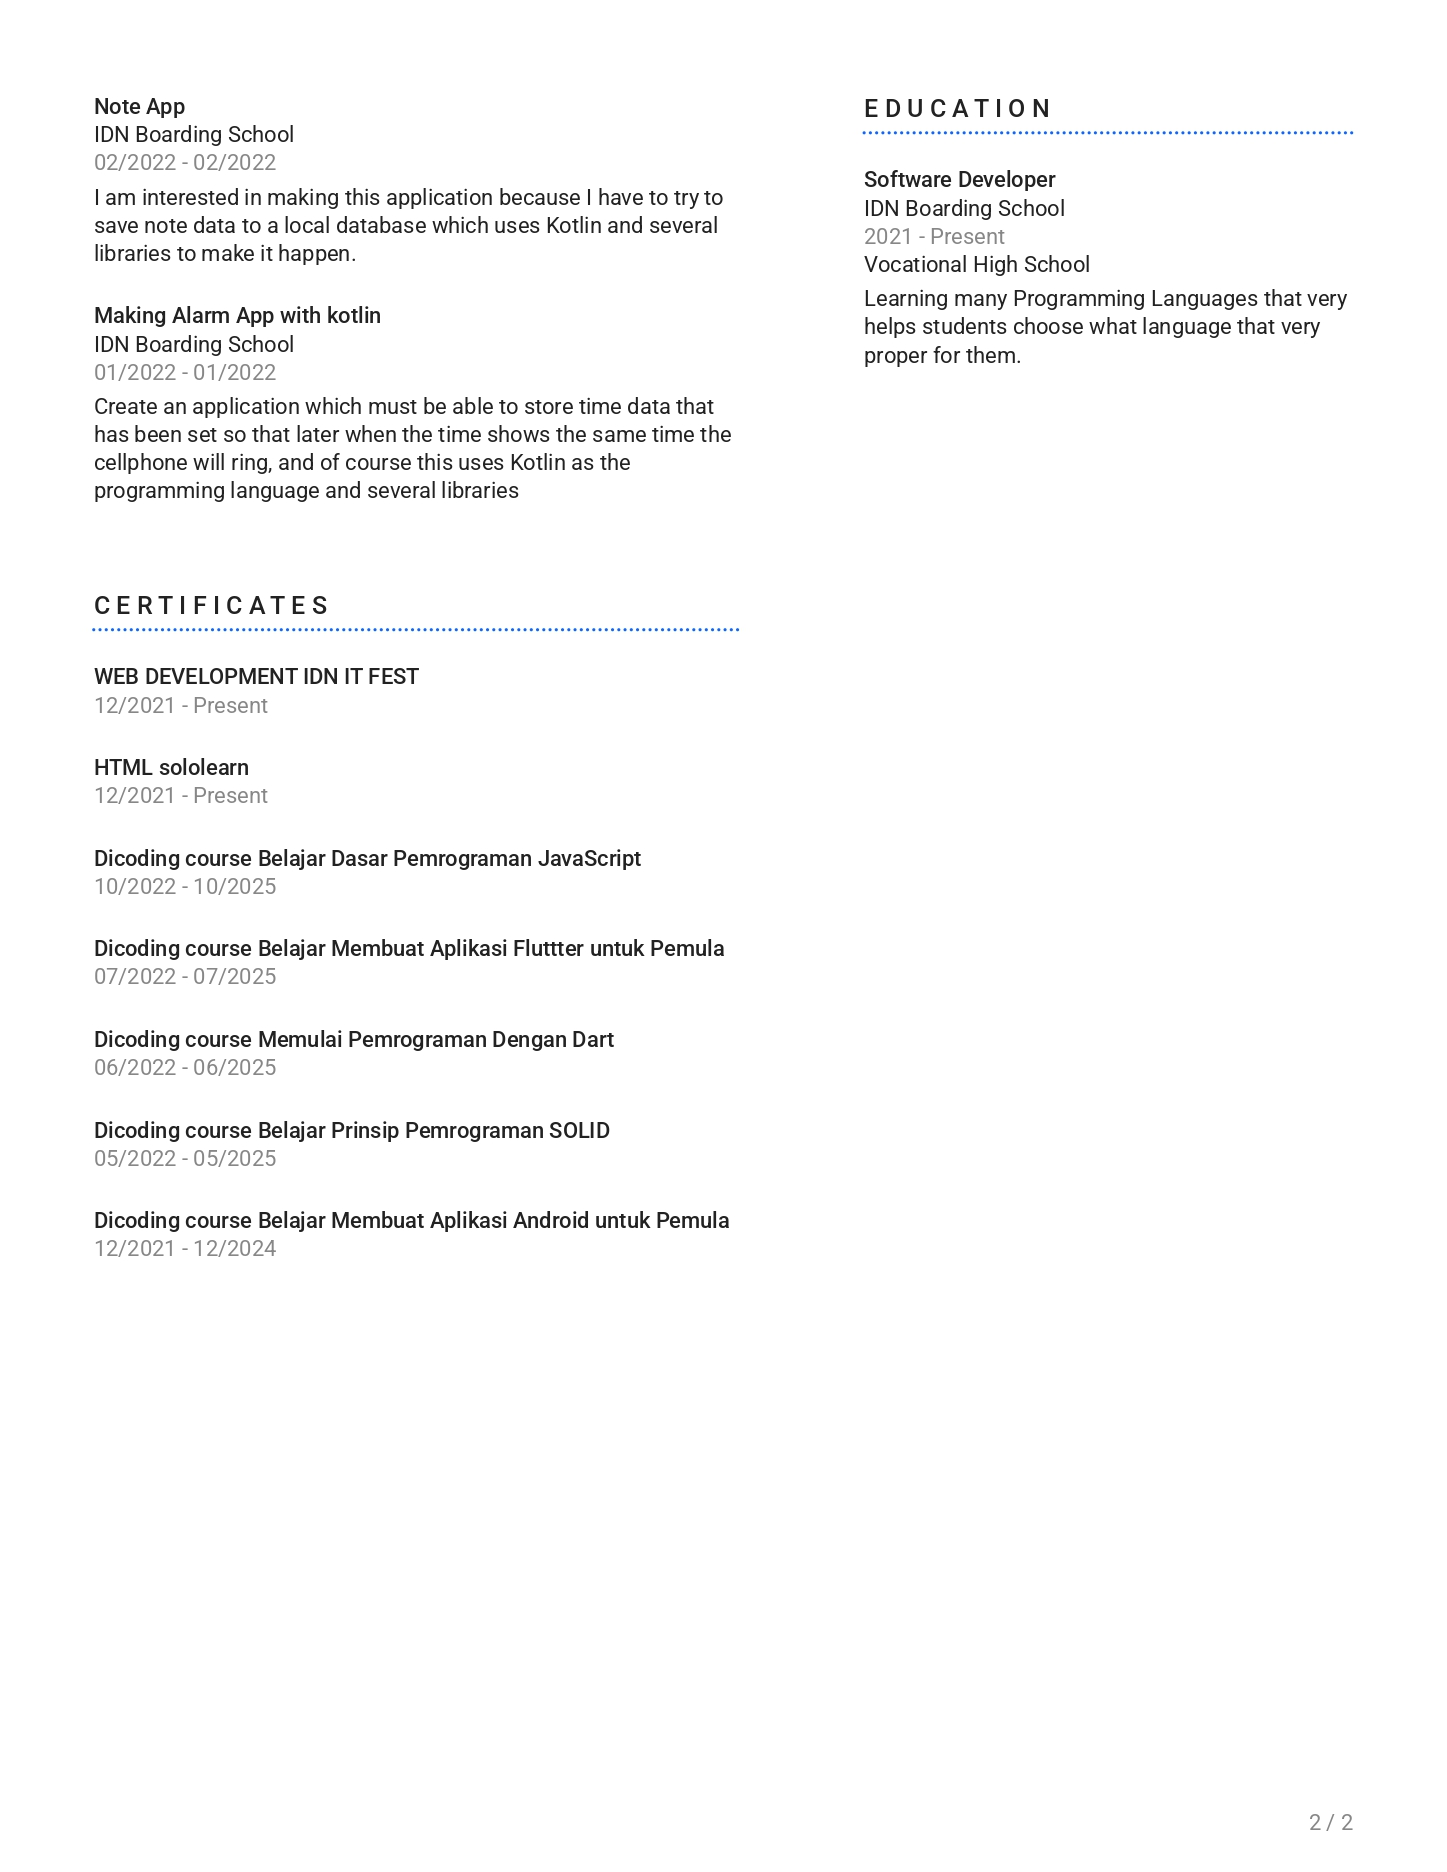 Note App
IDN Boarding School
02/2022 - 02/2022
I am interested in making this application because I have to try to
save note data to a local database which uses Kotlin and several
libraries to make it happen.
Making Alarm App with kotlin
IDN Boarding School
01/2022 - 01/2022
Create an application which must be able to store time data that
has been set so that later when the time shows the same time the
cellphone will ring, and of course this uses Kotlin as the
programming language and several libraries
CERTIFICATES
WEB DEVELOPMENT IDN IT FEST
12/2021 - Present
HTML sololearn
12/2021 - Present
Dicoding course Belajar Dasar Pemrograman JavaScript
10/2022 - 10/2025
Dicoding course Belajar Membuat Aplikasi Fluttter untuk Pemula
07/2022 - 07/2025
Dicoding course Memulai Pemrograman Dengan Dart
06/2022 - 06/2025
Dicoding course Belajar Prinsip Pemrograman SOLID
05/2022 - 05/2025
Dicoding course Belajar Membuat Aplikasi Android untuk Pemula
12/2021 - 12/2024
EDUCATION
Software Developer
IDN Boarding School
2021 - Present
Vocational High School
Learning many Programming Languages that very
helps students choose what language that very
proper for them.
2 / 2